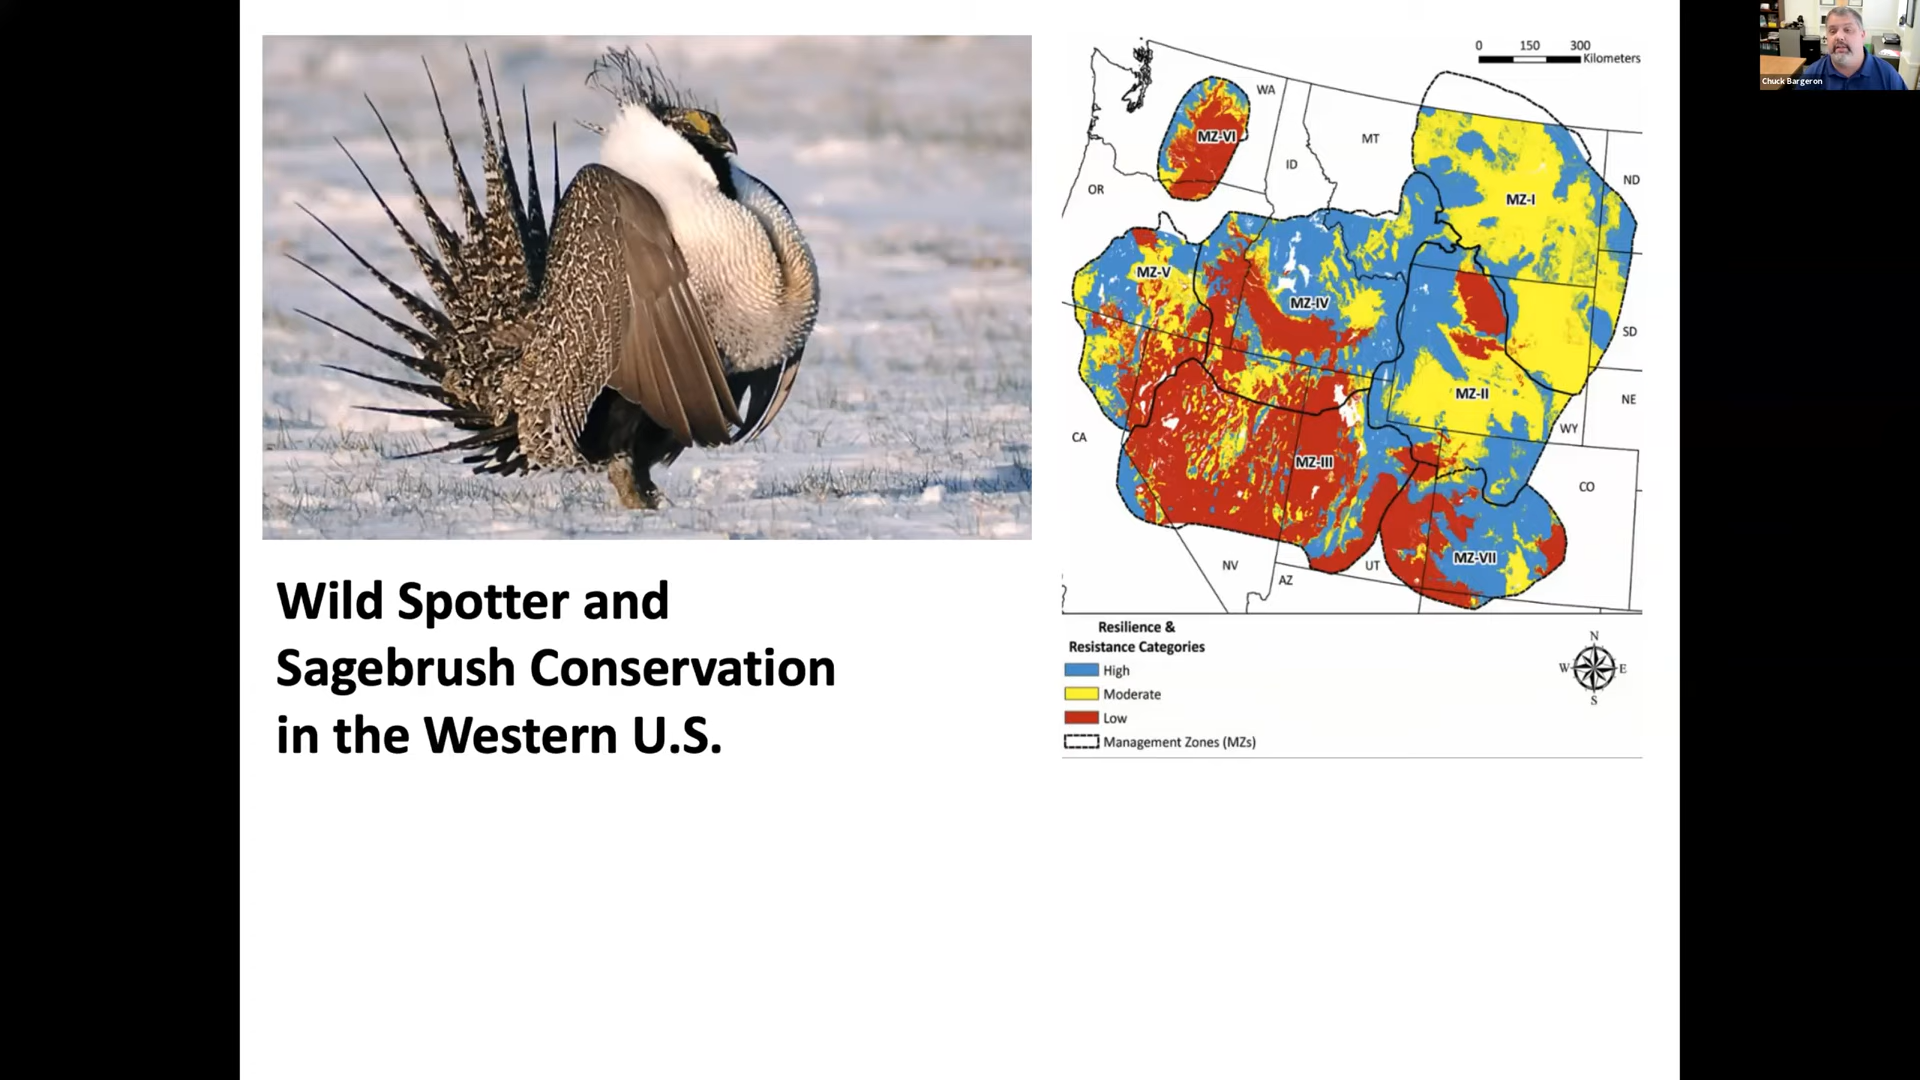 Wild Spotter and
Sagebrush Conservation
in the Western U.S.
0 150 300
Kilometers
WA
MZ-VI
MT
ID
OR
MZ-I
ND
MZ-V
MZ-IV
SD
MZ-II
NE
WY
CA
MZ-III
CO
MZ-VII
NV
UT
AZ
Resilience &
Resistance Categories
High
Moderate
Low
Management Zones (MZs)
N
W E
S
Chuck Bargeron